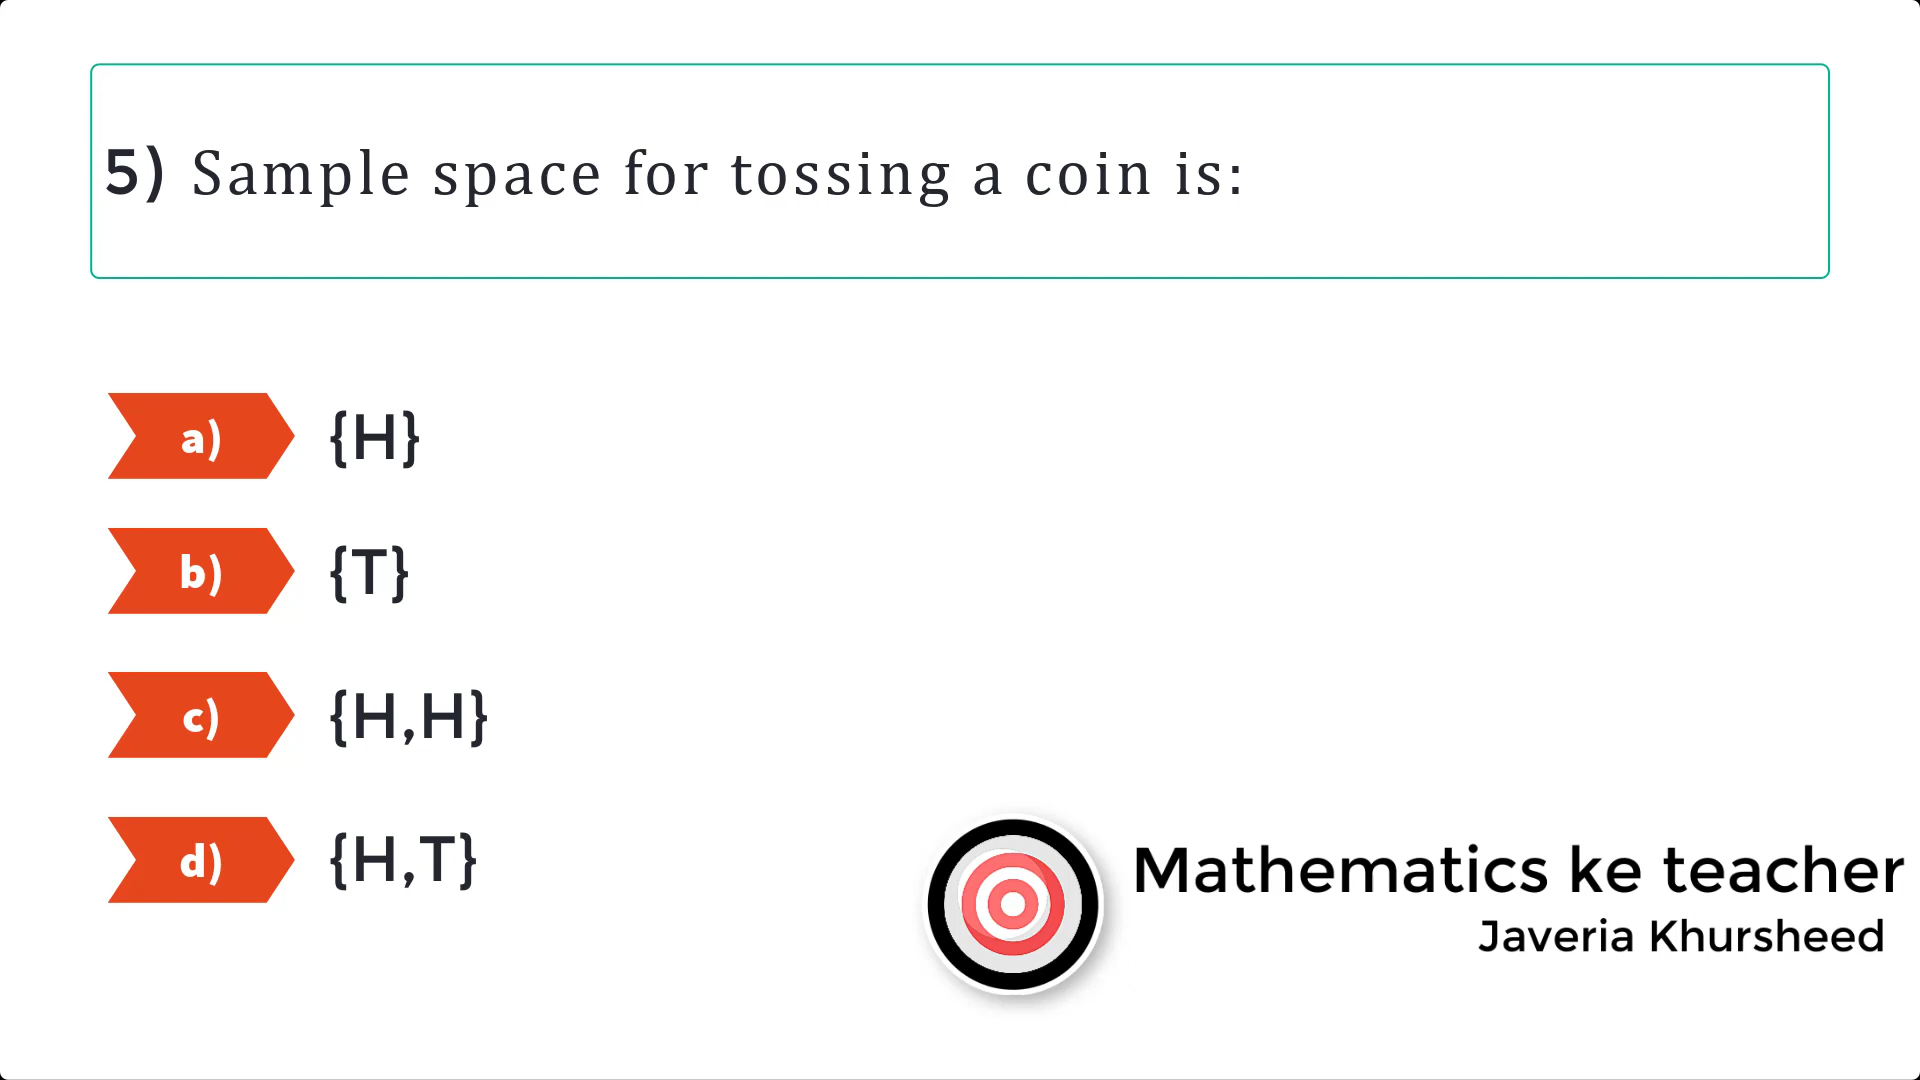 5) Sample space for tossing a coin is:
a) {H}
b) {T}
c) {H,H}
d) {H,T}
Mathematics ke teacher
Javeria Khursheed